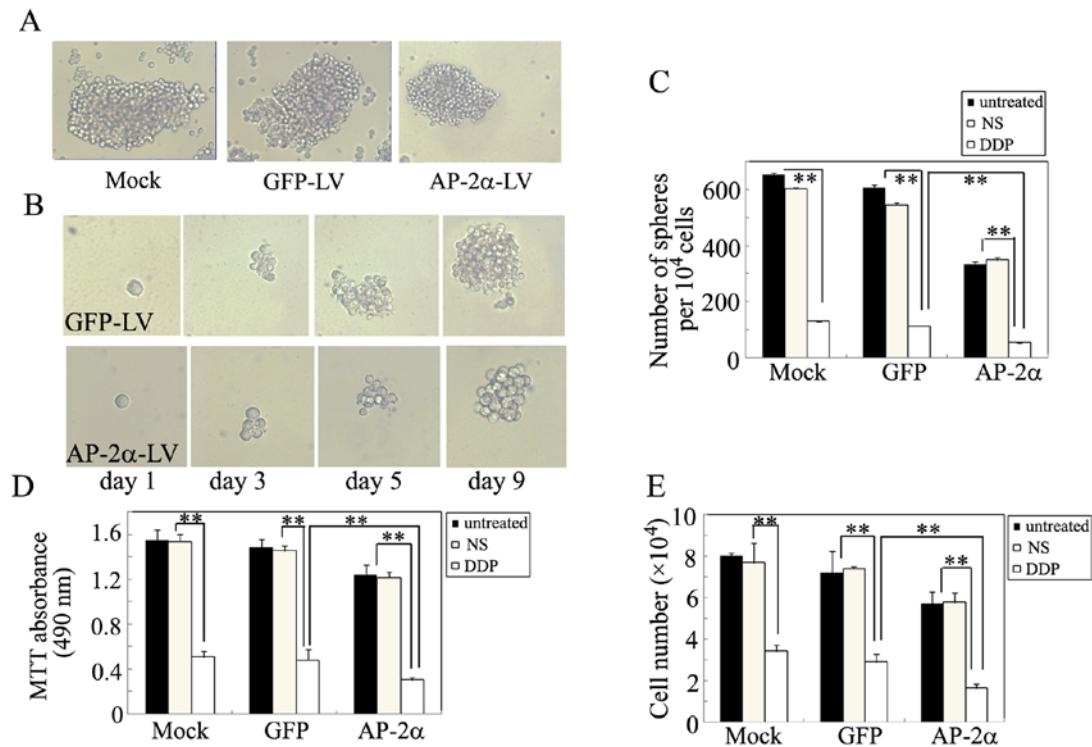 A
Mock
GFP-LV
AP-2α-LV
B
GFP-LV
AP-2α-LV
day 1
day 3
day 5
day 9
C
untreated
NS
DDP
Number of spheres
per 10⁴ cells
600
400
200
0
**
**
**
**
Mock
GFP
AP-2α
D
untreated
NS
DDP
MTT absorbance
(490 nm)
1.6
1.2
0.8
0.4
0
**
**
**
**
Mock
GFP
AP-2α
E
untreated
NS
DDP
Cell number (×10⁴)
10
8
6
4
2
0
**
**
**
**
Mock
GFP
AP-2α